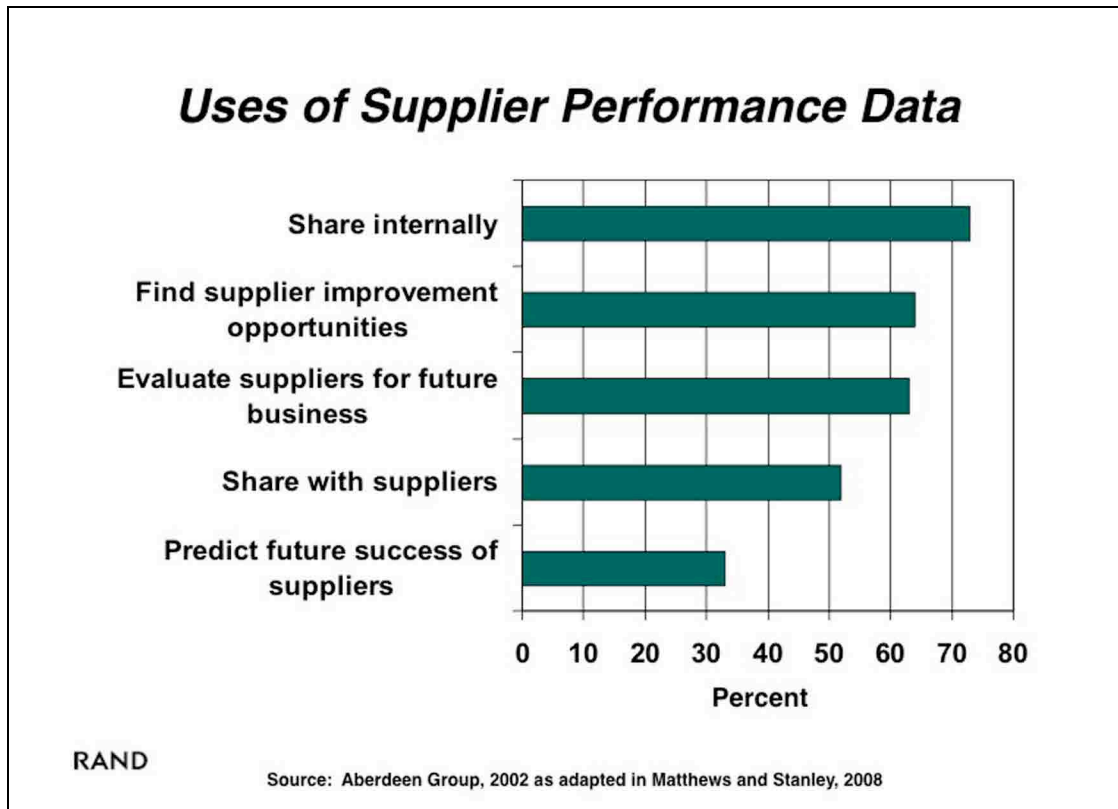 Uses of Supplier Performance Data
Share internally
Find supplier improvement
opportunities
Evaluate suppliers for future
business
Share with suppliers
Predict future success of
suppliers
0 10 20 30 40 50 60 70 80
Percent
RAND
Source: Aberdeen Group, 2002 as adapted in Matthews and Stanley, 2008